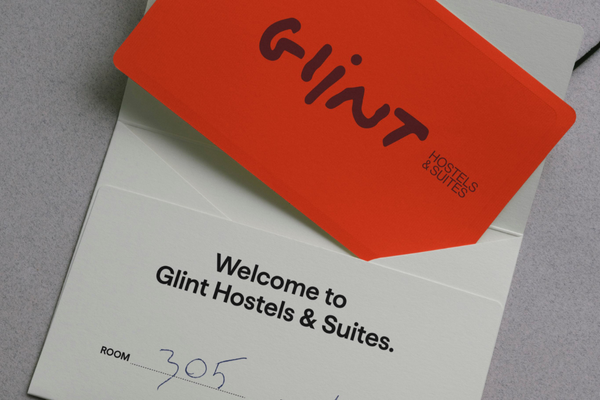 GLINT
HOSTELS
& SUITES
Welcome to
Glint Hostels & Suites.
ROOM 305